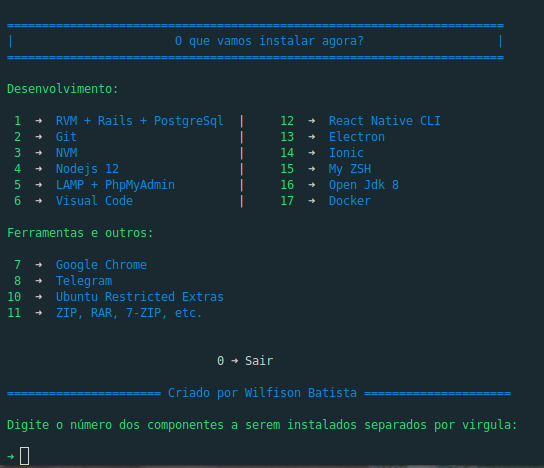 =======================================================================
|                       O que vamos instalar agora?                   |
=======================================================================
Desenvolvimento:
1 ➜ RVM + Rails + PostgreSql | 12 ➜ React Native CLI
2 ➜ Git | 13 ➜ Electron
3 ➜ NVM | 14 ➜ Ionic
4 ➜ Nodejs 12 | 15 ➜ My ZSH
5 ➜ LAMP + PhpMyAdmin | 16 ➜ Open Jdk 8
6 ➜ Visual Code | 17 ➜ Docker
Ferramentas e outros:
7 ➜ Google Chrome
8 ➜ Telegram
10 ➜ Ubuntu Restricted Extras
11 ➜ ZIP, RAR, 7-ZIP, etc.
0 ➜ Sair
====================== Criado por Wilfison Batista =====================
Digite o número dos componentes a serem instalados separados por virgula:
➜